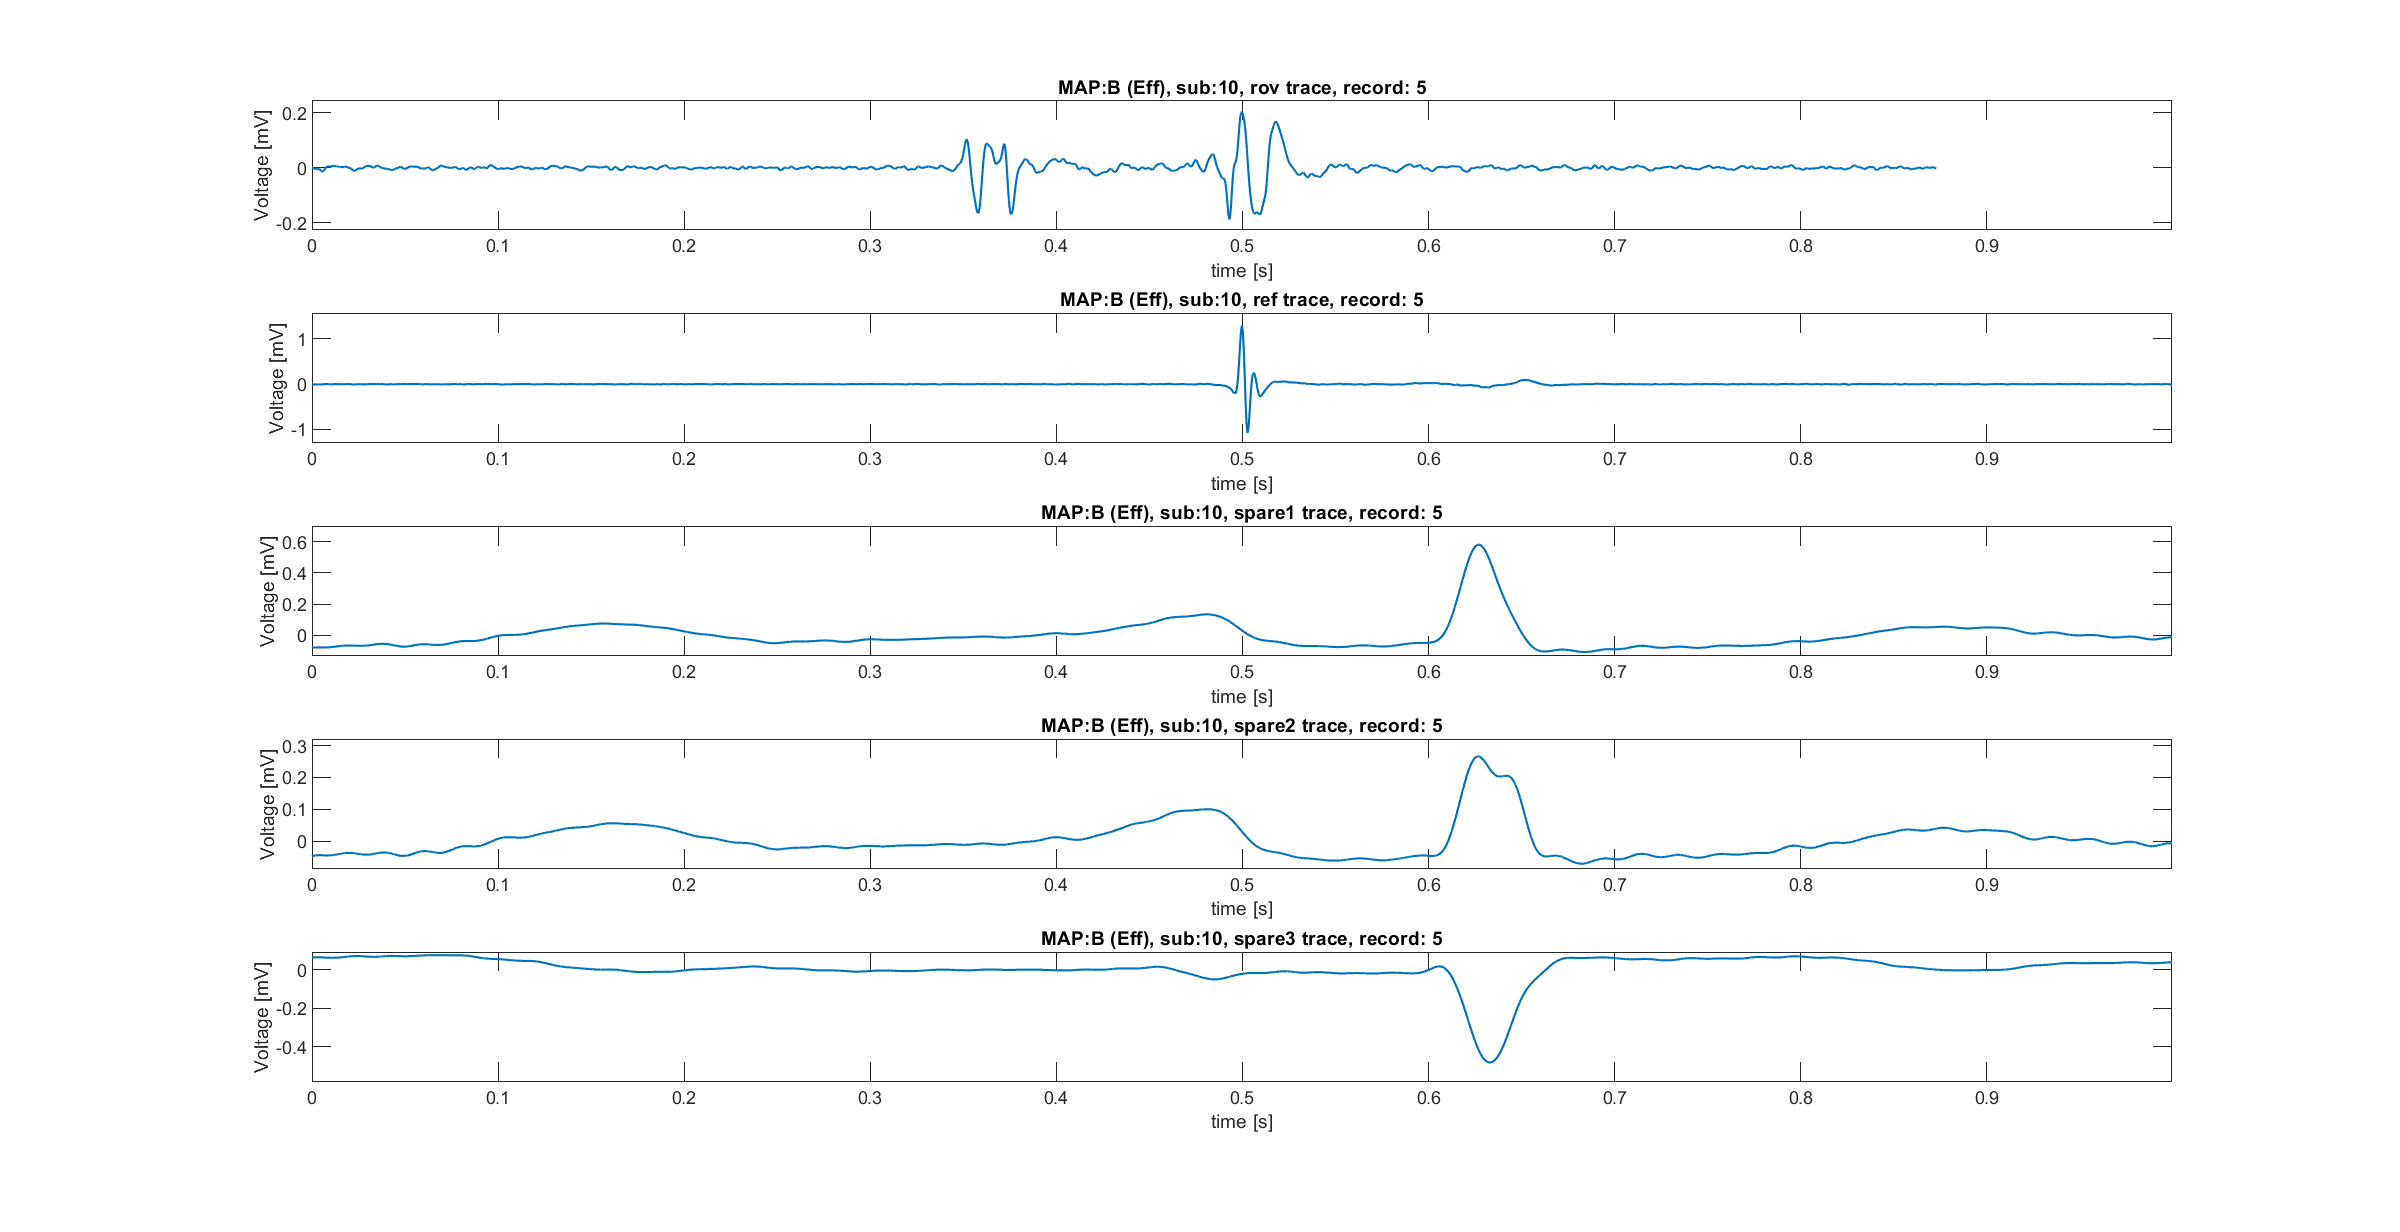 MAP:B (Eff), sub:10, rov trace, record: 5
Voltage [mV]
0.2
0
-0.2
0 0.1 0.2 0.3 0.4 0.5 0.6 0.7 0.8 0.9
time [s]
MAP:B (Eff), sub:10, ref trace, record: 5
Voltage [mV]
1
0
-1
0 0.1 0.2 0.3 0.4 0.5 0.6 0.7 0.8 0.9
time [s]
MAP:B (Eff), sub:10, spare1 trace, record: 5
Voltage [mV]
0.6
0.4
0.2
0
0 0.1 0.2 0.3 0.4 0.5 0.6 0.7 0.8 0.9
time [s]
MAP:B (Eff), sub:10, spare2 trace, record: 5
Voltage [mV]
0.3
0.2
0.1
0
0 0.1 0.2 0.3 0.4 0.5 0.6 0.7 0.8 0.9
time [s]
MAP:B (Eff), sub:10, spare3 trace, record: 5
Voltage [mV]
0
-0.2
-0.4
0 0.1 0.2 0.3 0.4 0.5 0.6 0.7 0.8 0.9
time [s]